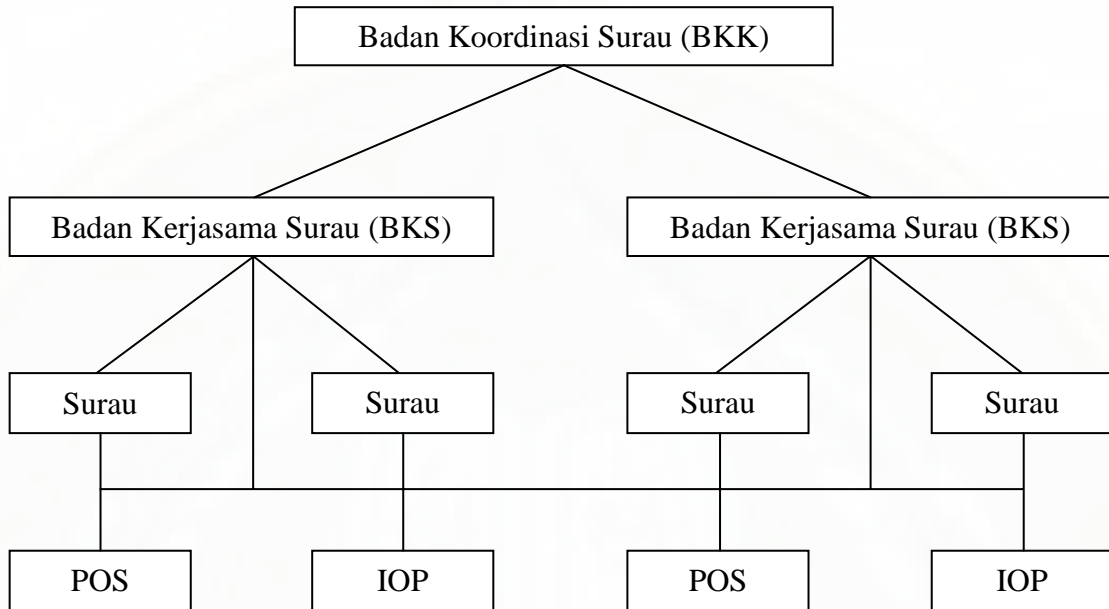 Badan Koordinasi Surau (BKK)
Badan Kerjasama Surau (BKS)
Badan Kerjasama Surau (BKS)
Surau
Surau
Surau
Surau
POS
IOP
POS
IOP